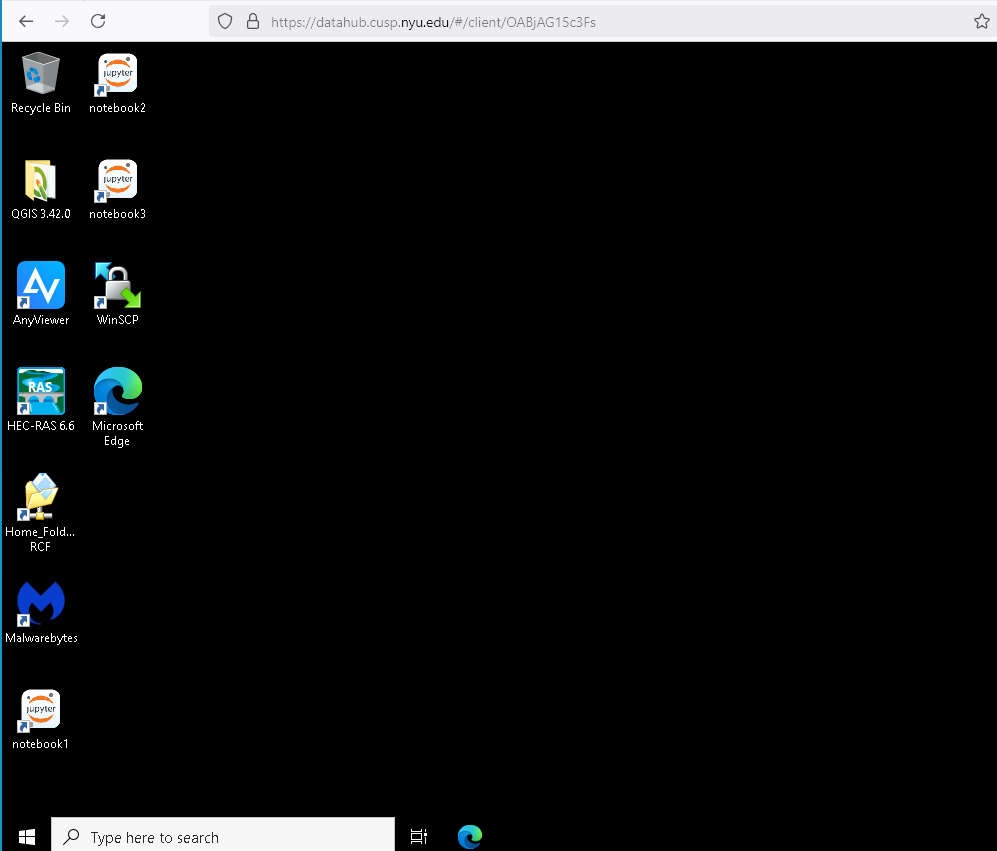 https://datahub.cusp.nyu.edu/#/client/OABjAG15c3Fs
Recycle Bin
jupyter
notebook2
QGIS 3.42.0
jupyter
notebook3
AnyViewer
WinSCP
RAS
HEC-RAS 6.6
Microsoft
Edge
Home_Fold...
RCF
Malwarebytes
jupyter
notebook1
Type here to search